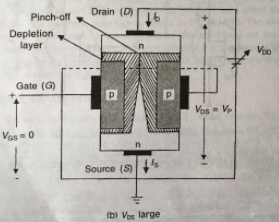 Pinch-off
Drain (D)
I_D
+
Depletion
layer
n
V_DD
Gate (G)
+
p
p
V_GS = 0
V_DS = V_P
-
n
Source (S)
I_S
-
(b) V_DS large